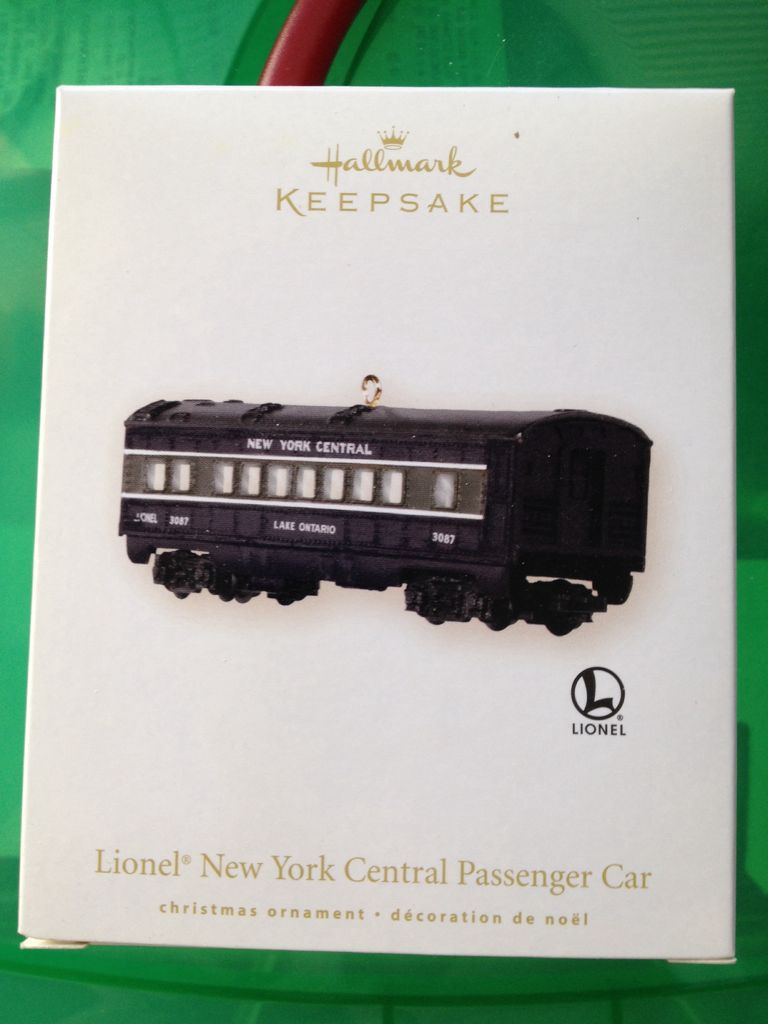 Hallmark
KEEPSAKE
NEW YORK CENTRAL
LIONEL 3087
LAKE ONTARIO
3087
L®
LIONEL
Lionel® New York Central Passenger Car
christmas ornament • décoration de noël